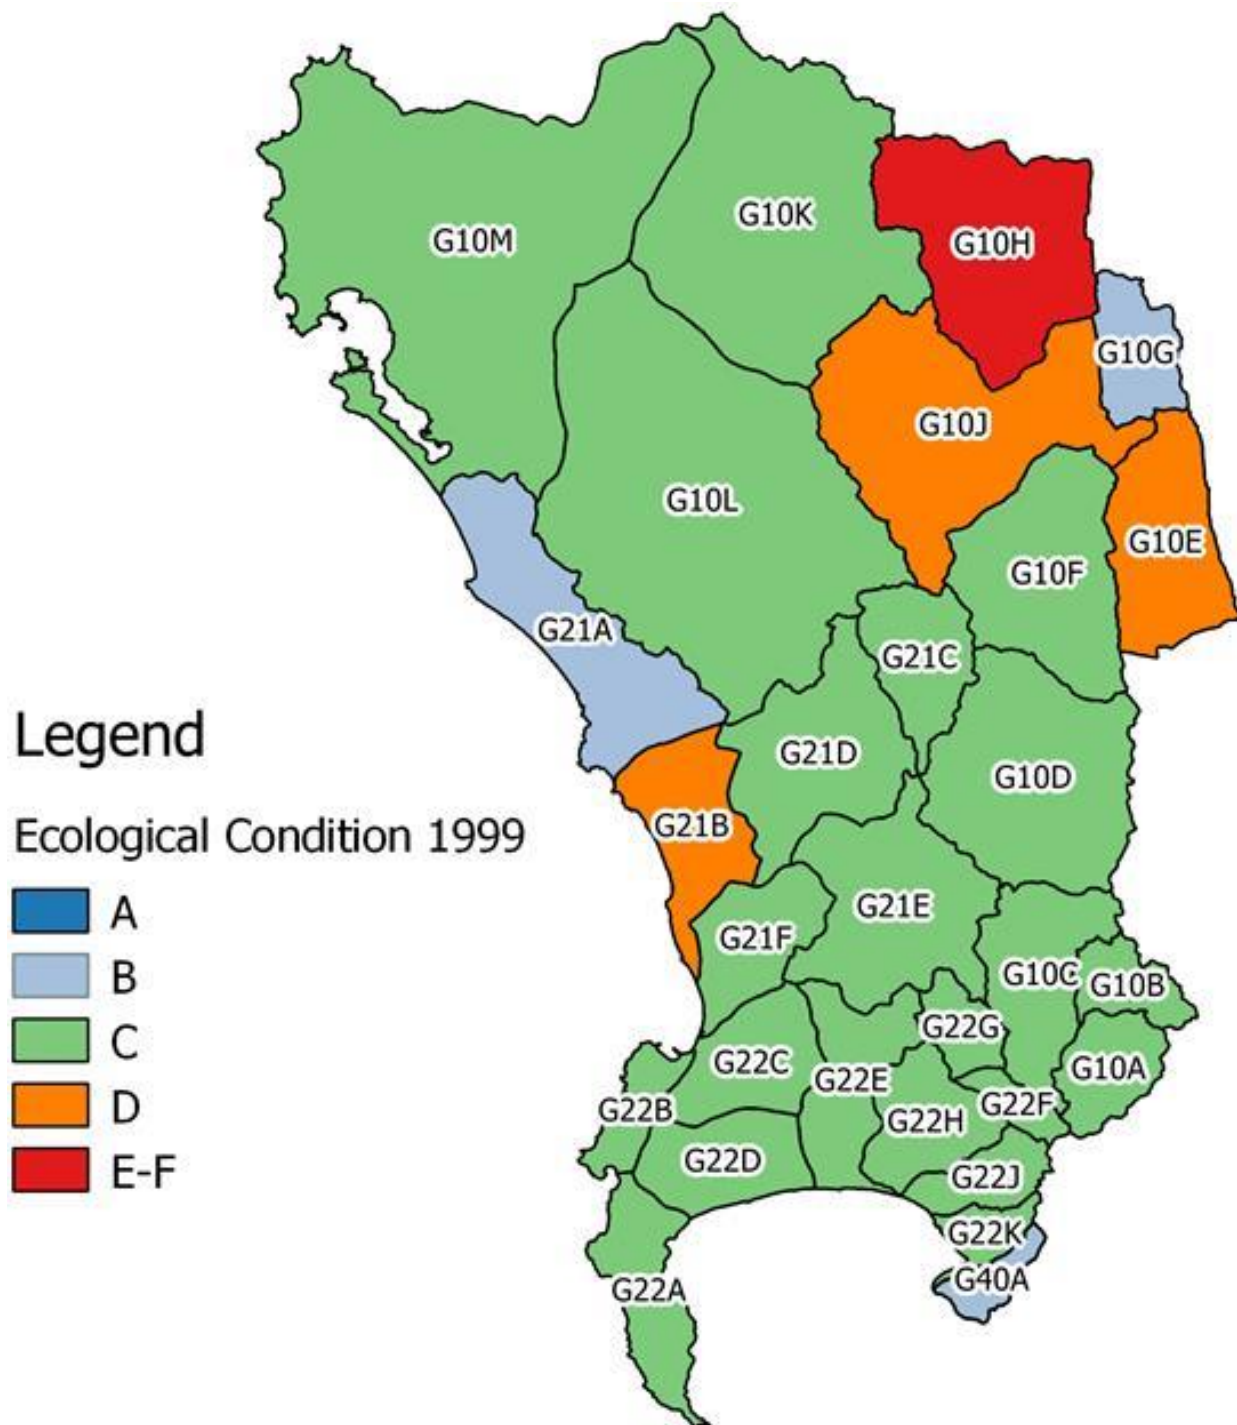 G10M
G10K
G10H
G10G
G10J
G10L
G10E
G10F
G21A
G21C
Legend
G21D
G10D
G21B
Ecological Condition 1999
A
G21E
G21F
B
G10C
G10B
G22G
C
G22C
G10A
G22E
G22F
G22B
D
G22H
G22D
E-F
G22J
G22K
G40A
G22A